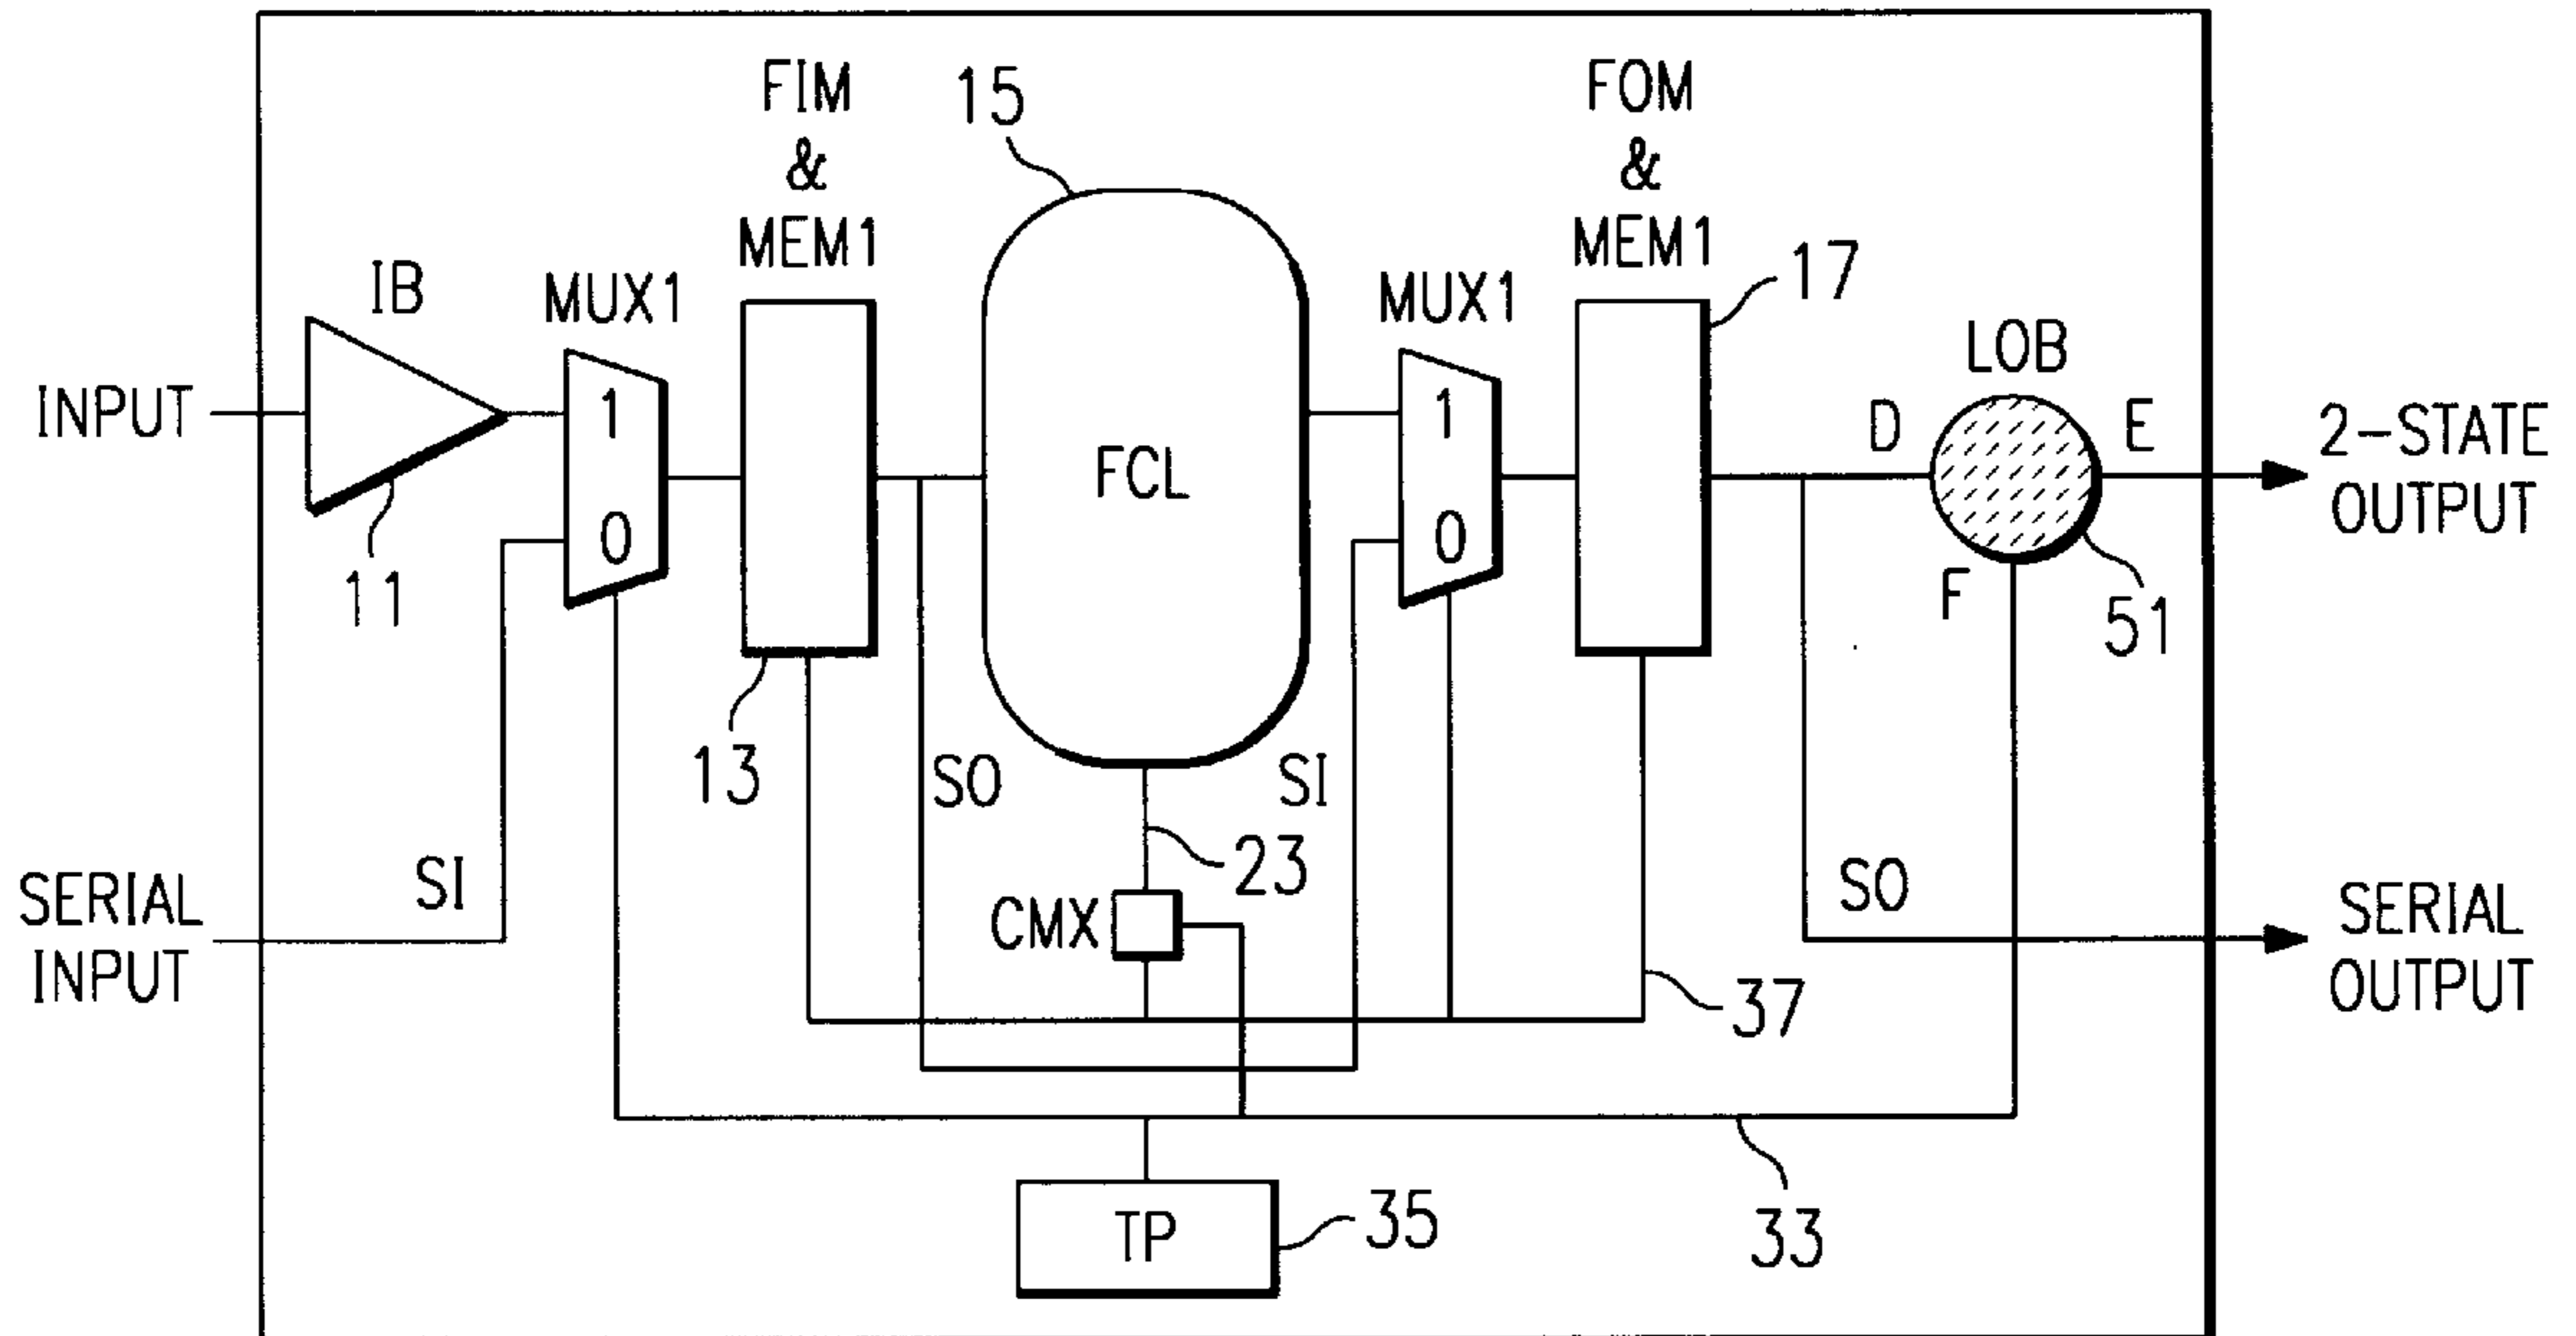 FIM
&
MEM1
15
FOM
&
MEM1
17
IB
MUX1
MUX1
LOB
INPUT
1
0
FCL
1
0
D
E
F
2-STATE
OUTPUT
11
51
13
SO
SI
23
SI
CMX
SO
SERIAL
INPUT
SERIAL
OUTPUT
37
TP
35
33